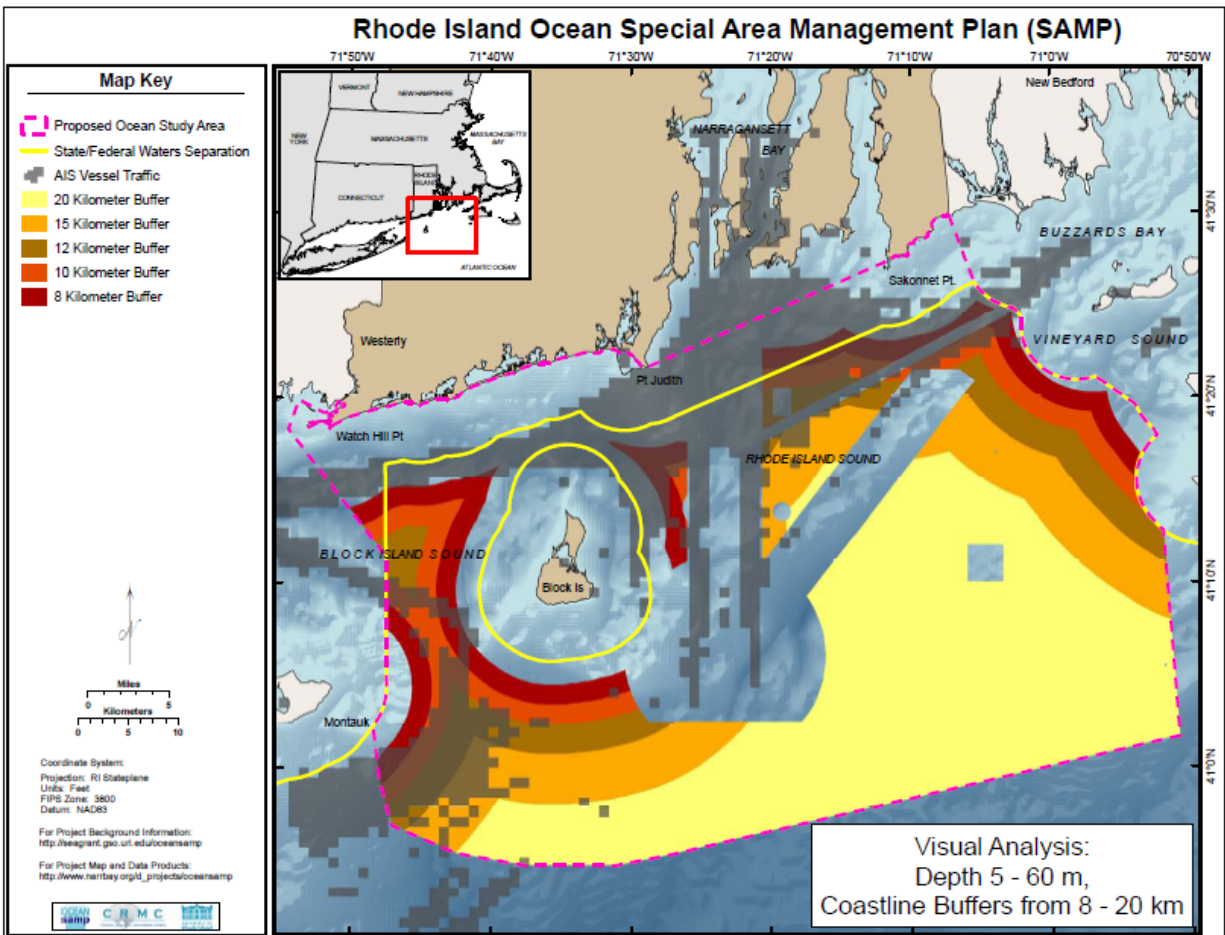 Rhode Island Ocean Special Area Management Plan (SAMP)
71°50'W 71°40'W 71°30'W 71°20'W 71°10'W 71°0'W 70°50'W
Map Key
Proposed Ocean Study Area
State/Federal Waters Separation
AIS Vessel Traffic
20 Kilometer Buffer
15 Kilometer Buffer
12 Kilometer Buffer
10 Kilometer Buffer
8 Kilometer Buffer
VERMONT
NEW HAMPSHIRE
NEW
YORK
MASSACHUSETTS
MASSACHUSETTS
BAY
CONNECTICUT
RHODE
ISLAND
ATLANTIC OCEAN
New Bedford
NARRAGANSETT
BAY
BUZZARDS BAY
Sakonnet Pt.
VINEYARD SOUND
Westerly
Pt Judith
Watch Hill Pt
RHODE ISLAND SOUND
BLOCK ISLAND SOUND
Block Is
Montauk
41°30'N
41°20'N
41°10'N
41°0'N
N
Miles
0 5
Kilometers
0 5 10
Coordinate System:
Projection: RI Stateplane
Units: Feet
FIPS Zone: 3800
Datum: NAD83
For Project Background Information:
http://seagrant.gso.uri.edu/oceansamp
For Project Map and Data Products:
http://www.narrbay.org/d_projects/oceansamp
OCEAN
samp
CRMC
Visual Analysis:
Depth 5 - 60 m,
Coastline Buffers from 8 - 20 km